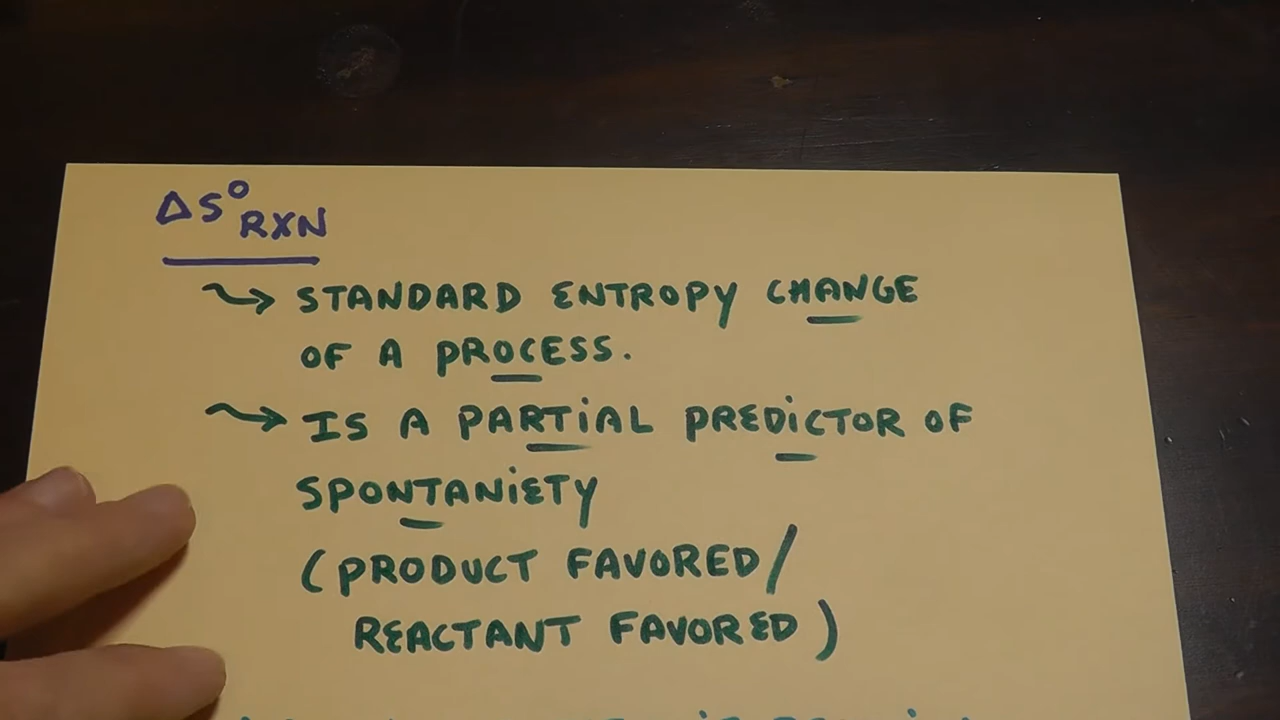 ΔS° RXN
STANDARD ENTROPY CHANGE
OF A PROCESS.
IS A PARTIAL PREDICTOR OF
SPONTANIETY
(PRODUCT FAVORED/
REACTANT FAVORED)